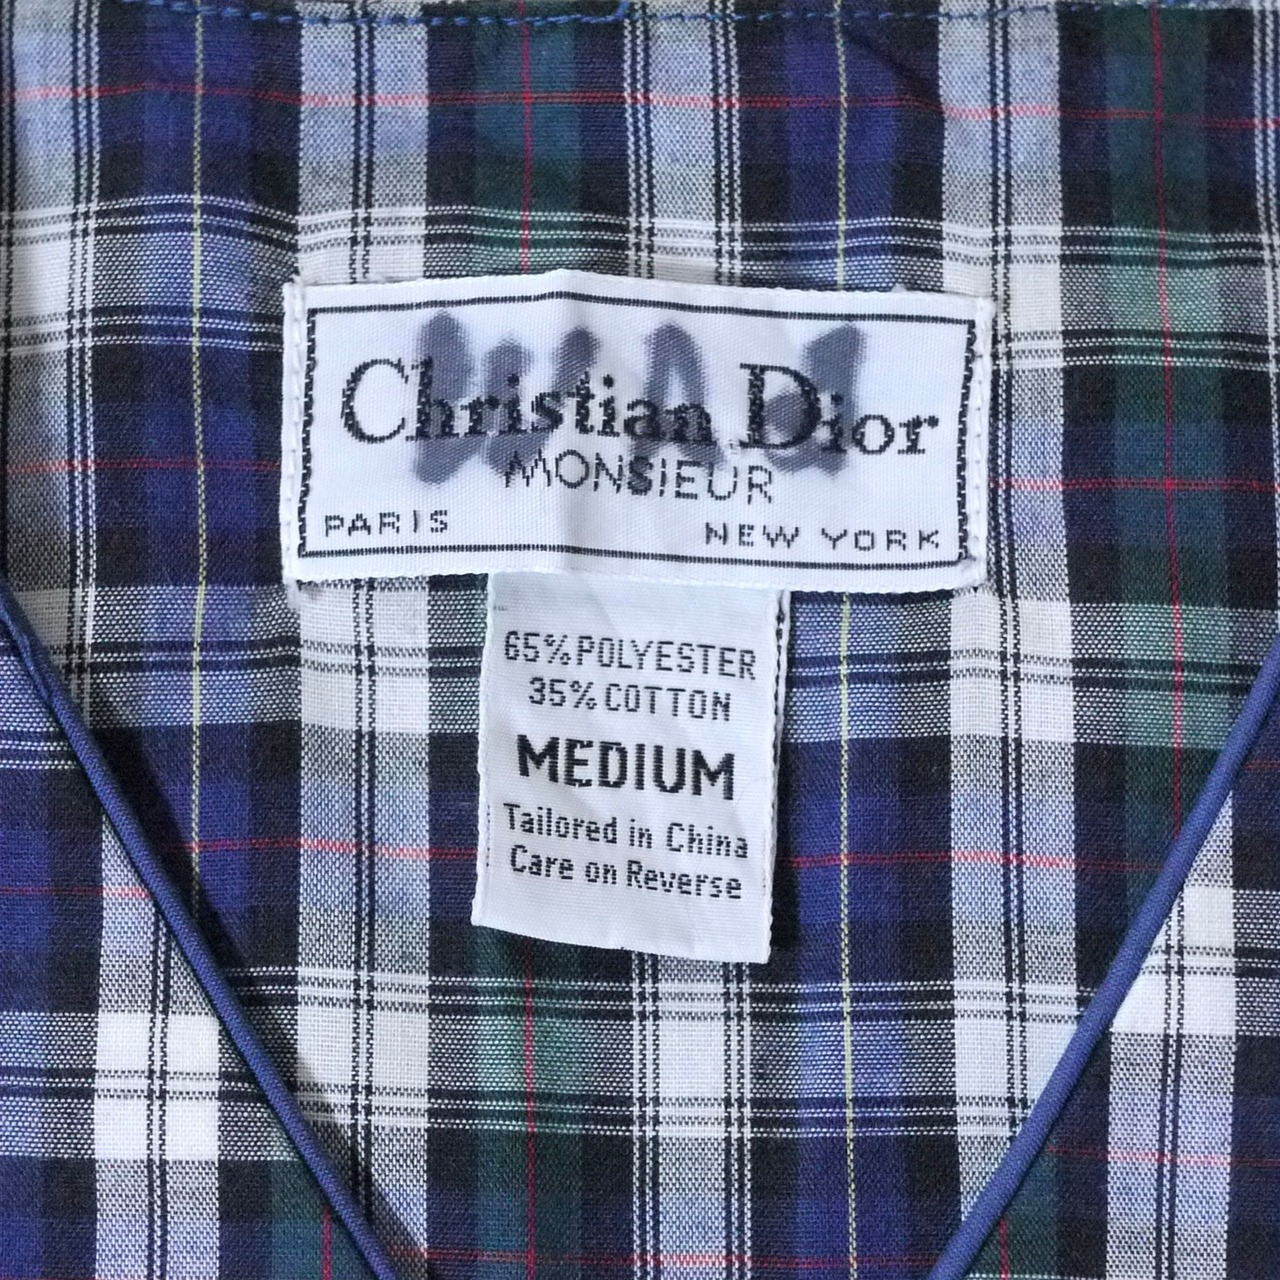 Christian Dior
MONSIEUR
PARIS NEW YORK
65% POLYESTER
35% COTTON
MEDIUM
Tailored in China
Care on Reverse